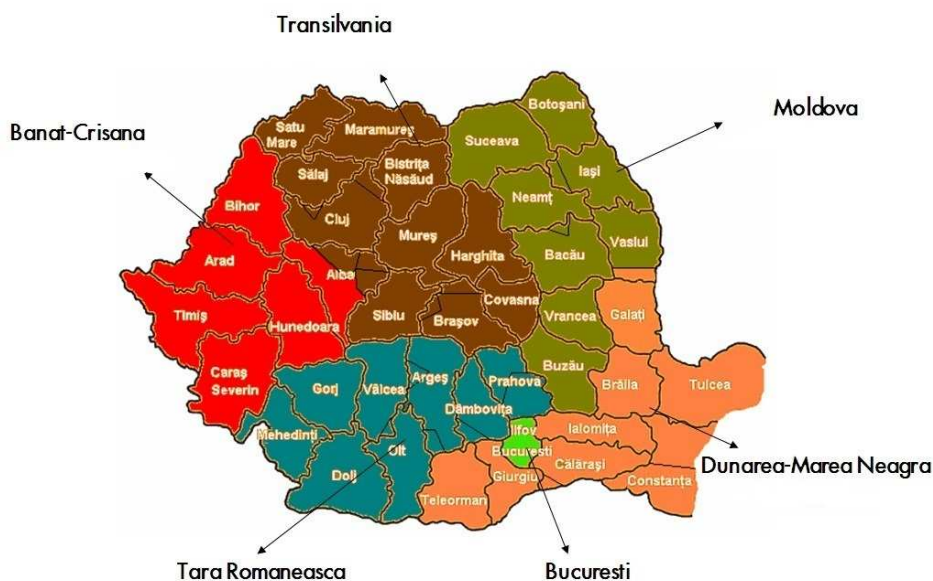 Transilvania
Banat-Crisana
Moldova
Botoşani
Satu
Mare
Maramureş
Suceava
Bistriţa
Năsăud
Iaşi
Sălaj
Neamţ
Bihor
Cluj
Mureş
Vaslui
Harghita
Bacău
Arad
Alba
Covasna
Timiş
Hunedoara
Sibiu
Braşov
Vrancea
Galaţi
Caraş
Severin
Gorj
Vâlcea
Argeş
Prahova
Buzău
Brăila
Tulcea
Dâmboviţa
Mehedinţi
Olt
Ilfov
Ialomiţa
Bucureşti
Călăraşi
Dolj
Giurgiu
Constanţa
Teleorman
Dunarea-Marea Neagra
Tara Romaneasca
Bucuresti